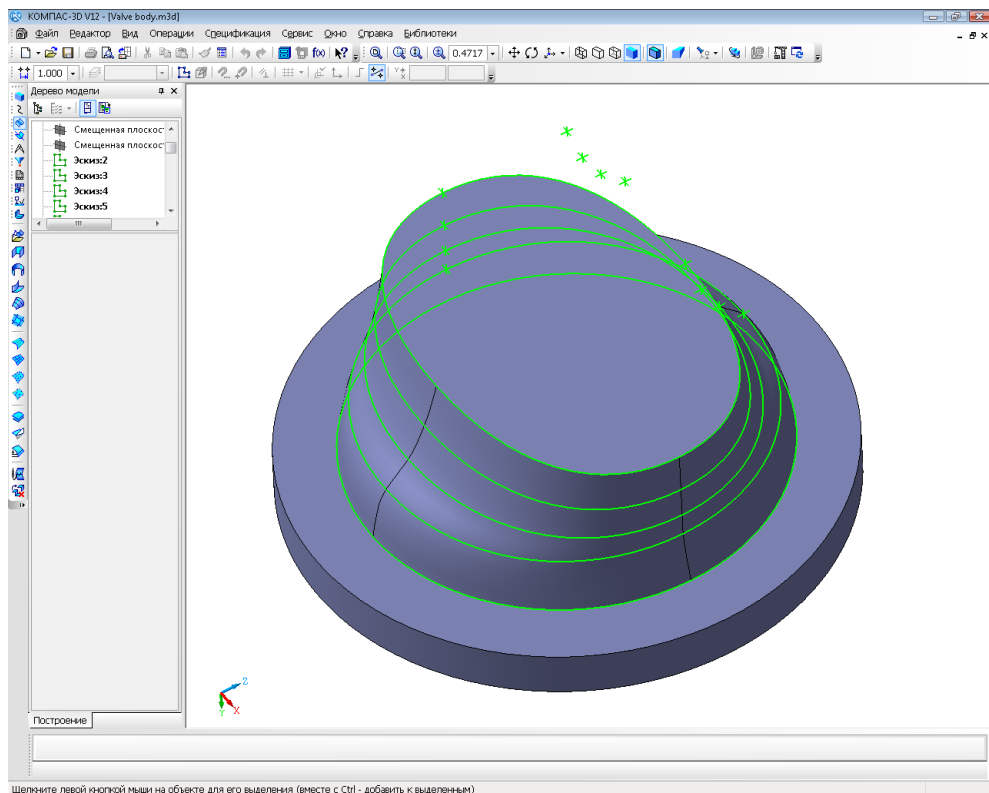 КОМПАС-3D V12 - [Valve body.m3d]
Файл Редактор Вид Операции Спецификация Сервис Окно Справка Библиотеки
0.4717
1.000
Дерево модели
Смещенная плоскос
Смещенная плоскос
Эскиз:2
Эскиз:3
Эскиз:4
Эскиз:5
Z
Y X
Построение
Щелкните левой кнопкой мыши на объекте для его выделения (вместе с Ctrl - добавить к выделенным)